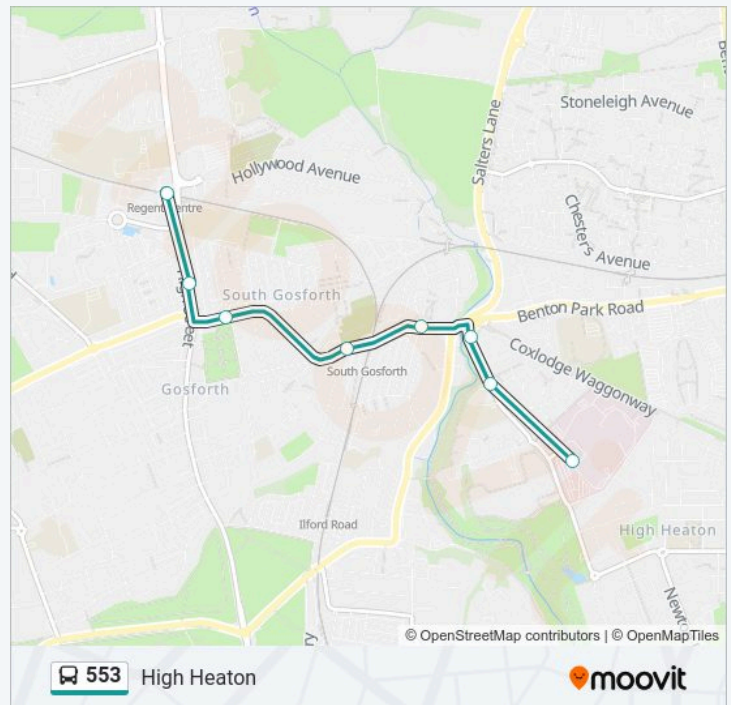 Stoneleigh Avenue
Salters Lane
Hollywood Avenue
Regent Centre
Chesters Avenue
South Gosforth
Benton Park Road
Gosforth
South Gosforth
Coxlodge Waggonway
Ilford Road
High Heaton
© OpenStreetMap contributors | © OpenMapTiles
553 High Heaton
moovit